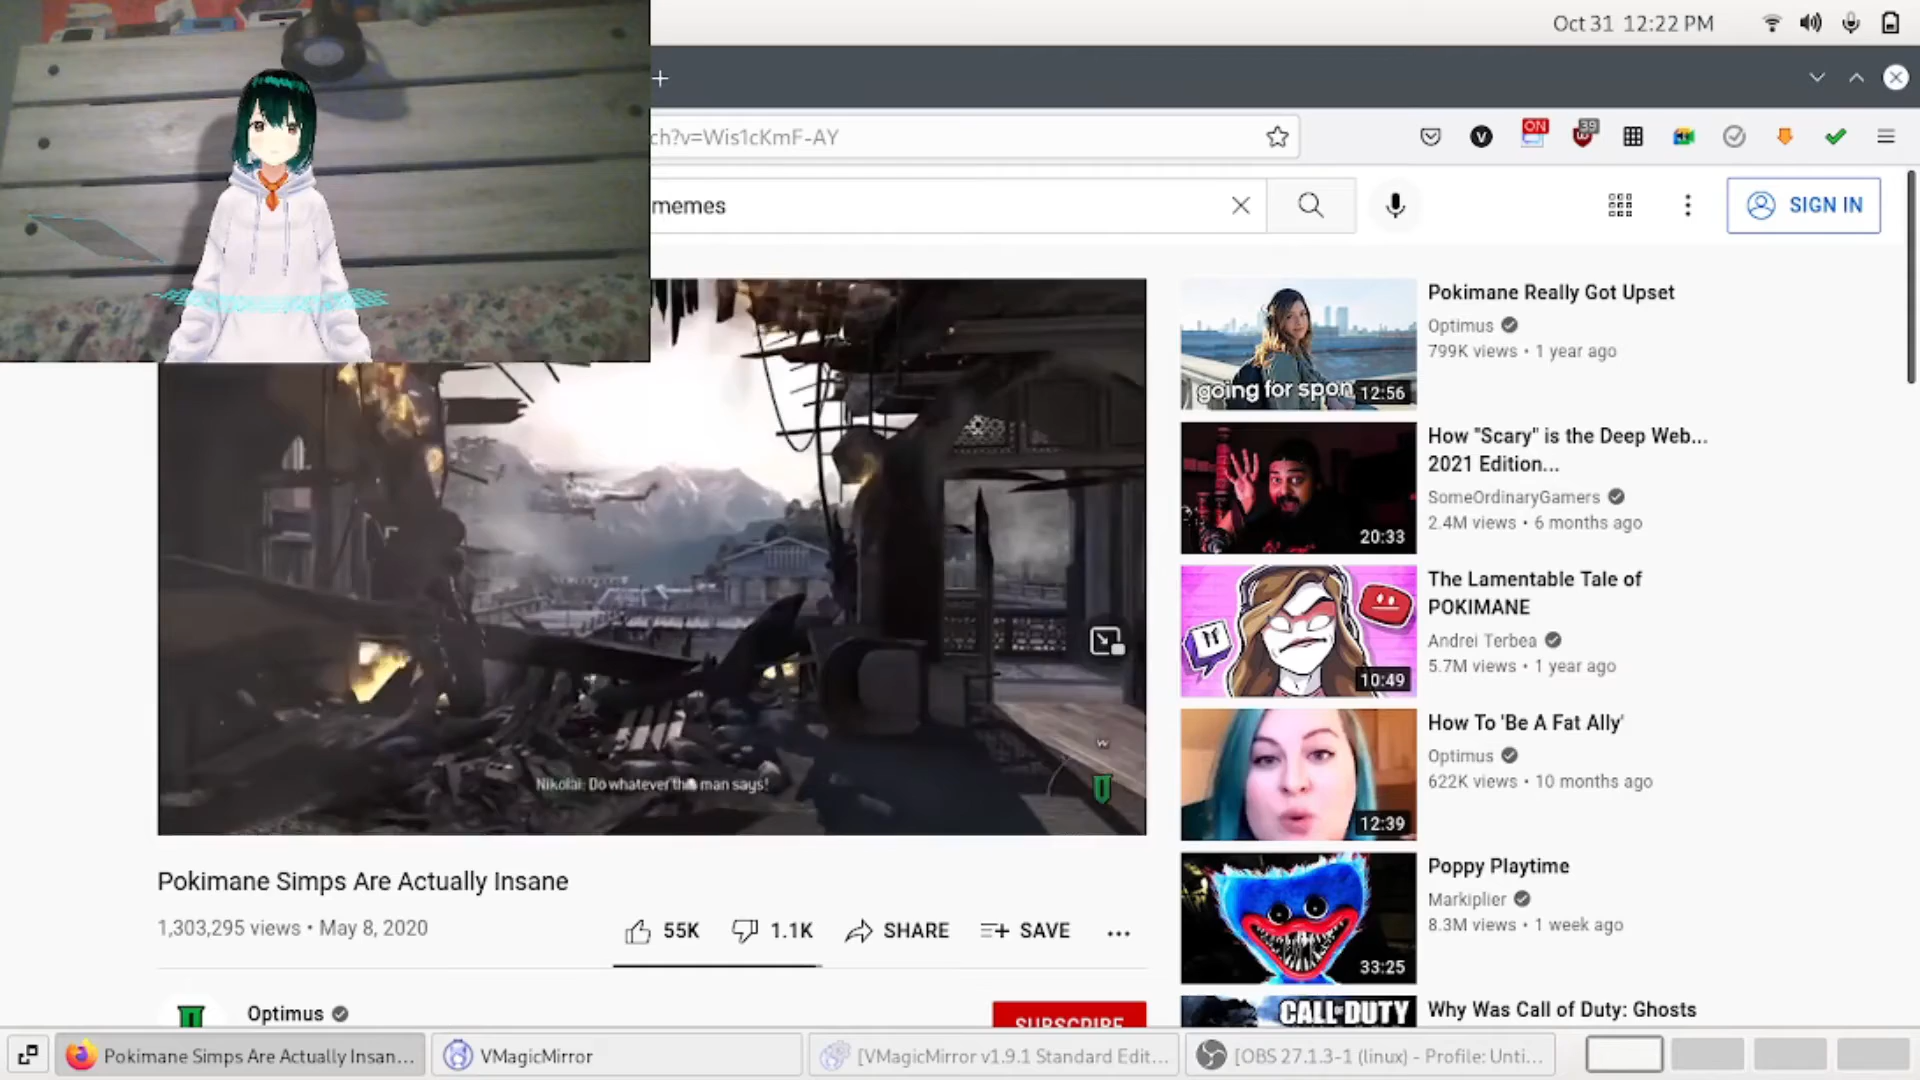 Oct 31 12:22 PM
+
ch?v=Wis1cKmF-AY
V
ON
39
memes
SIGN IN
Nikolai: Do whatever this man says!
Pokimane Simps Are Actually Insane
1,303,295 views • May 8, 2020
55K
1.1K
SHARE
SAVE
Optimus
SUBSCRIBE
going for spon
12:56
Pokimane Really Got Upset
Optimus
799K views • 1 year ago
20:33
How "Scary" is the Deep Web...
2021 Edition...
SomeOrdinaryGamers
2.4M views • 6 months ago
10:49
The Lamentable Tale of
POKIMANE
Andrei Terbea
5.7M views • 1 year ago
12:39
How To 'Be A Fat Ally'
Optimus
622K views • 10 months ago
33:25
Poppy Playtime
Markiplier
8.3M views • 1 week ago
CALL OF DUTY
Why Was Call of Duty: Ghosts
Pokimane Simps Are Actually Insan...
VMagicMirror
[VMagicMirror v1.9.1 Standard Edit...
[OBS 27.1.3-1 (linux) - Profile: Unti...